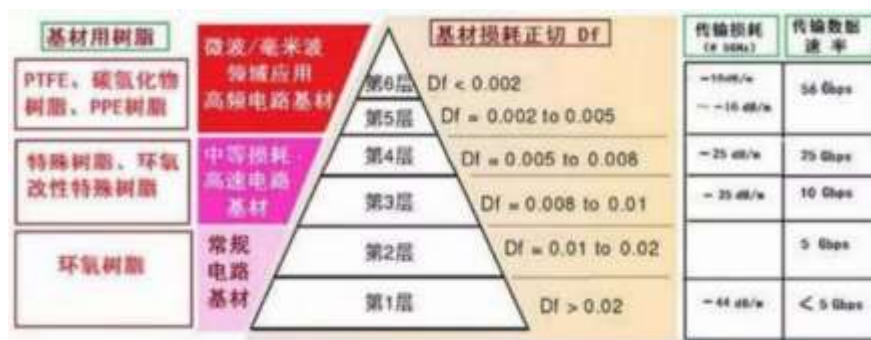 基材用树脂
微波/毫米波
领域应用
高频电路基材
基材损耗正切 Df
传输损耗
传输数据
速率
PTFE、碳氢化物
树脂、PPE树脂
第6层
Df < 0.002
~ -16 dB/m
56 Gbps
第5层
Df = 0.002 to 0.005
特殊树脂、环氧
改性特殊树脂
中等损耗.
高速电路
基材
第4层
Df = 0.005 to 0.008
-25 dB/m
25 Gbps
第3层
Df = 0.008 to 0.01
10 Gbps
环氧树脂
常规
电路
基材
第2层
Df = 0.01 to 0.02
5 Gbps
第1层
Df > 0.02
-44 dB/m
< 5 Gbps